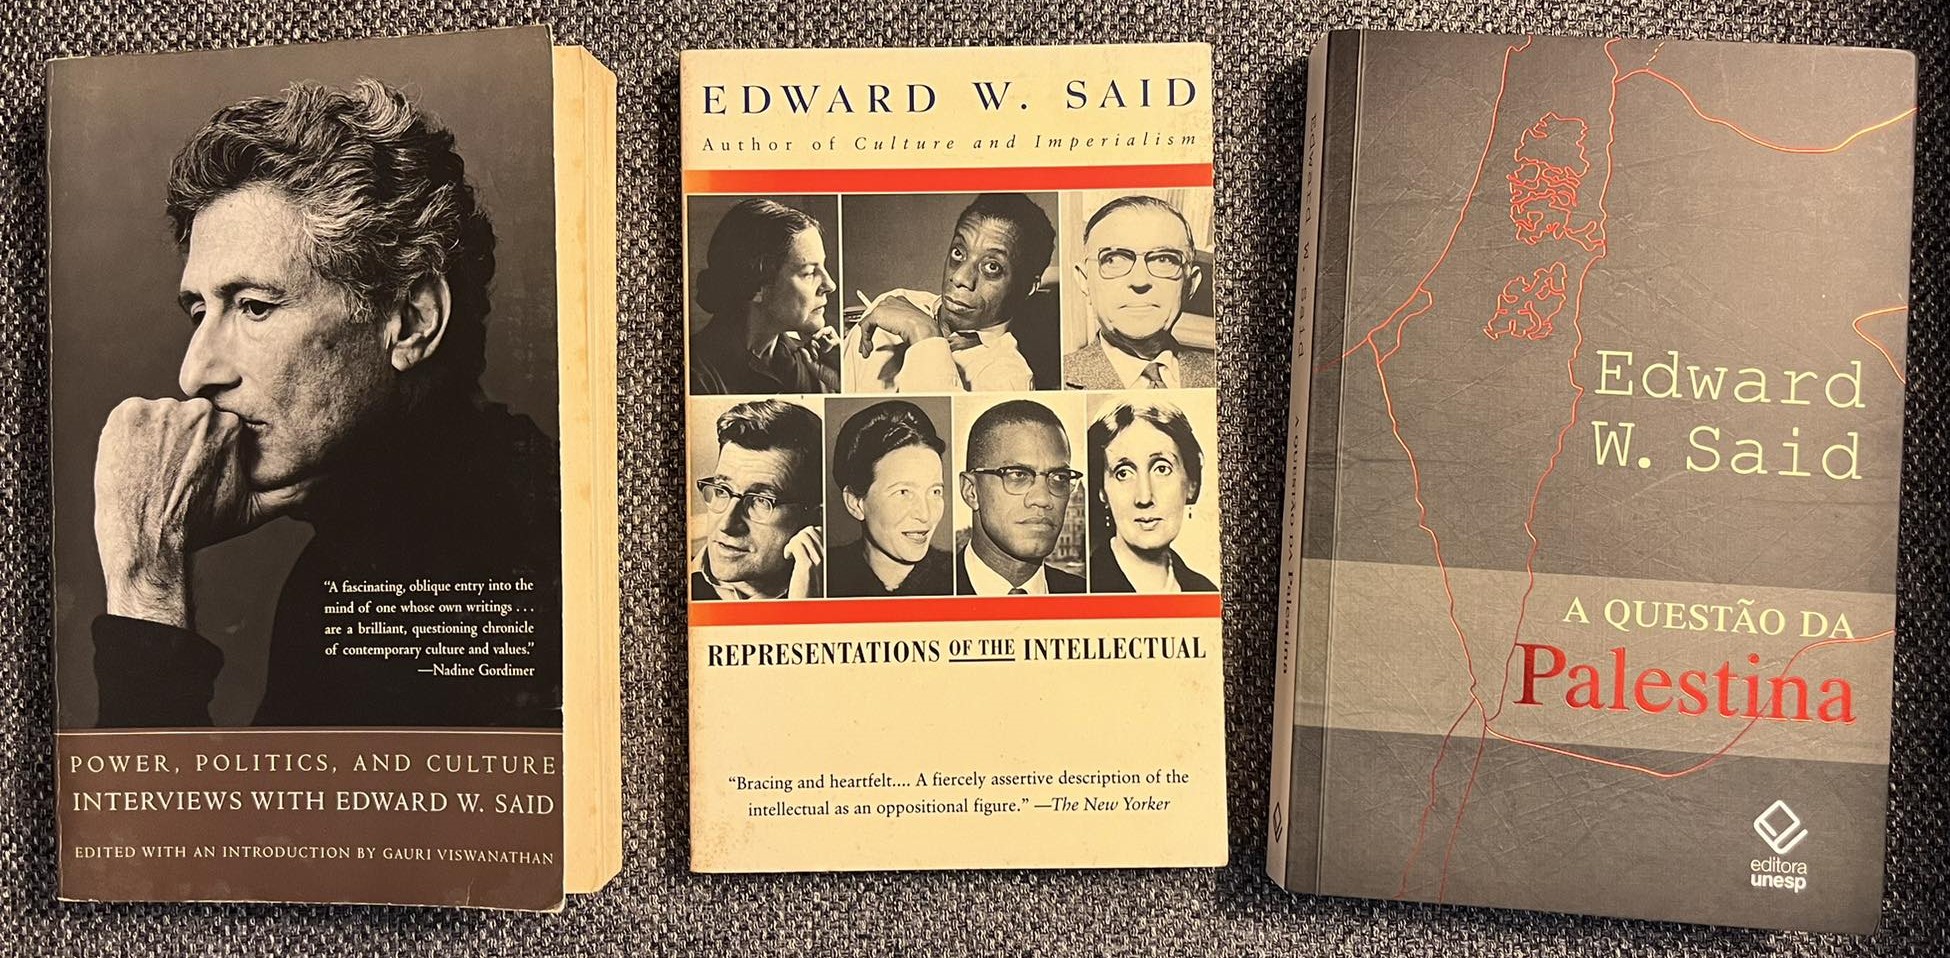 “A fascinating, oblique entry into the
mind of one whose own writings . . .
are a brilliant, questioning chronicle
of contemporary culture and values.”
—Nadine Gordimer
POWER, POLITICS, AND CULTURE
INTERVIEWS WITH EDWARD W. SAID
EDITED WITH AN INTRODUCTION BY GAURI VISWANATHAN
EDWARD W. SAID
Author of Culture and Imperialism
REPRESENTATIONS OF THE INTELLECTUAL
“Bracing and heartfelt.... A fiercely assertive description of the
intellectual as an oppositional figure.” —The New Yorker
Edward W. Said
A QUESTÃO DA Palestina
Edward
W. Said
A QUESTÃO DA
Palestina
editora
unesp